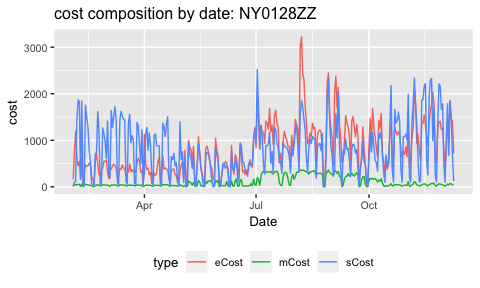 cost composition by date: NY0128ZZ
3000
2000
1000
0
cost
Apr
Jul
Oct
Date
type eCost mCost sCost